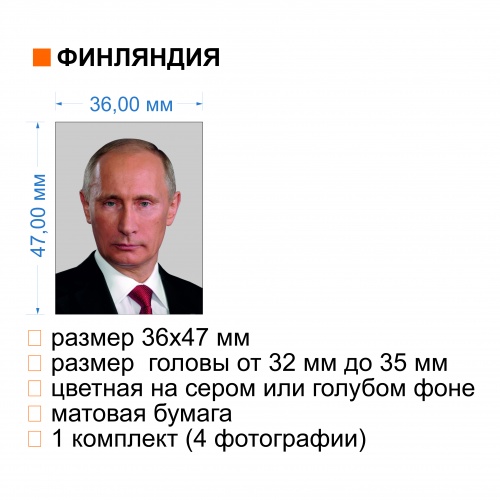 ФИНЛЯНДИЯ
36,00 мм
47,00 мм
размер 36х47 мм
размер головы от 32 мм до 35 мм
цветная на сером или голубом фоне
матовая бумага
1 комплект (4 фотографии)